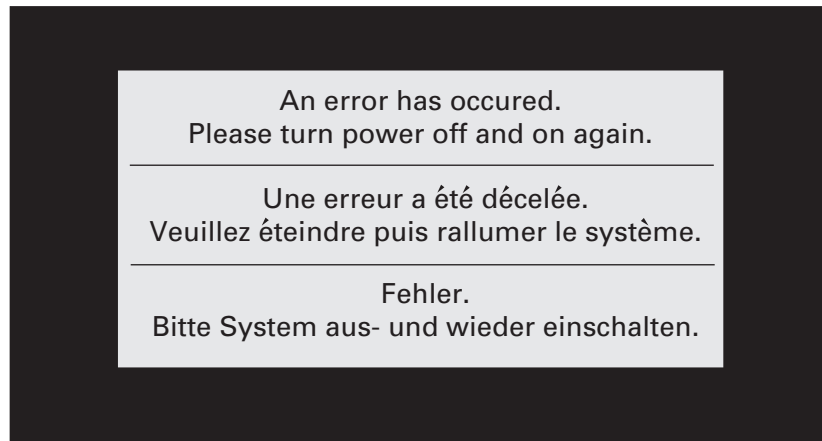 An error has occured.
Please turn power off and on again.
Une erreur a été décelée.
Veuillez éteindre puis rallumer le système.
Fehler.
Bitte System aus- und wieder einschalten.